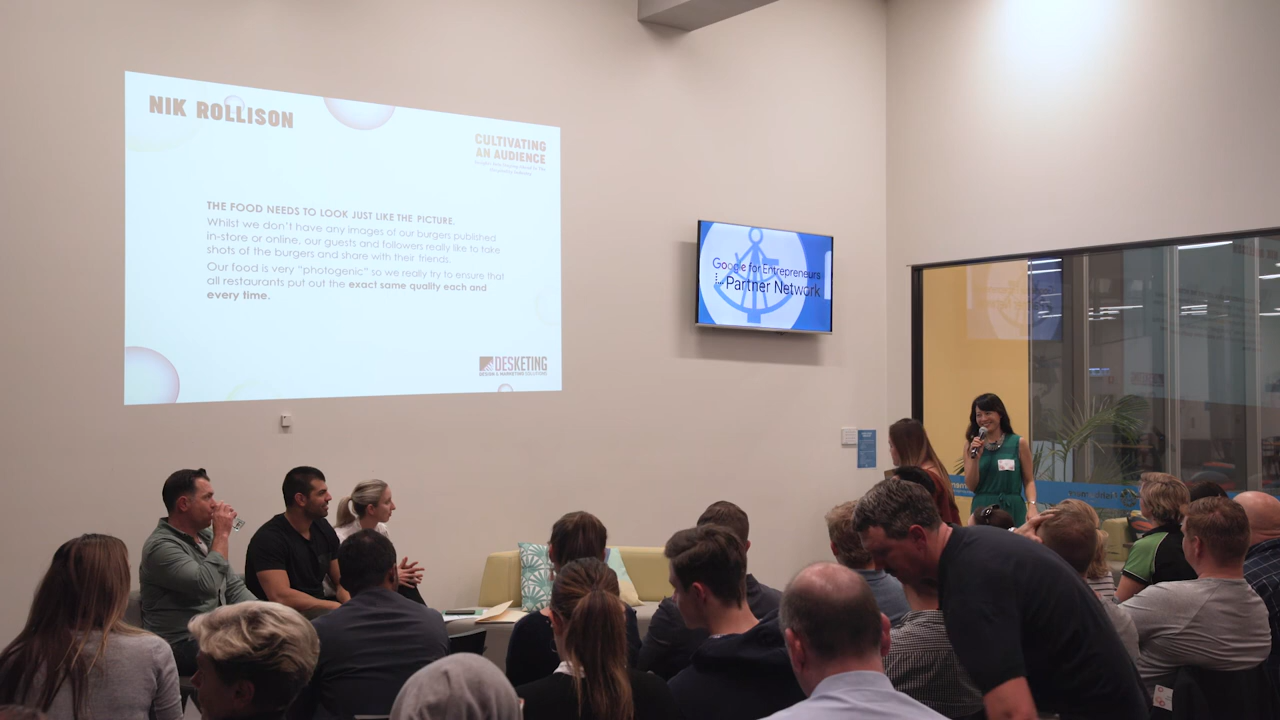 NIK ROLLISON
CULTIVATING
AN AUDIENCE
THE FOOD NEEDS TO LOOK JUST LIKE THE PICTURE.
Whilst we don't have any images of our burgers published
in-store or online, our guests and followers really like to take
shots of the burgers and share with their friends.
Our food is very "photogenic" so we really try to ensure that
all restaurants put out the exact same quality each and
every time.
DESKETING
DESIGN & MARKETING SOLUTIONS
Google for Entrepreneurs
Partner Network